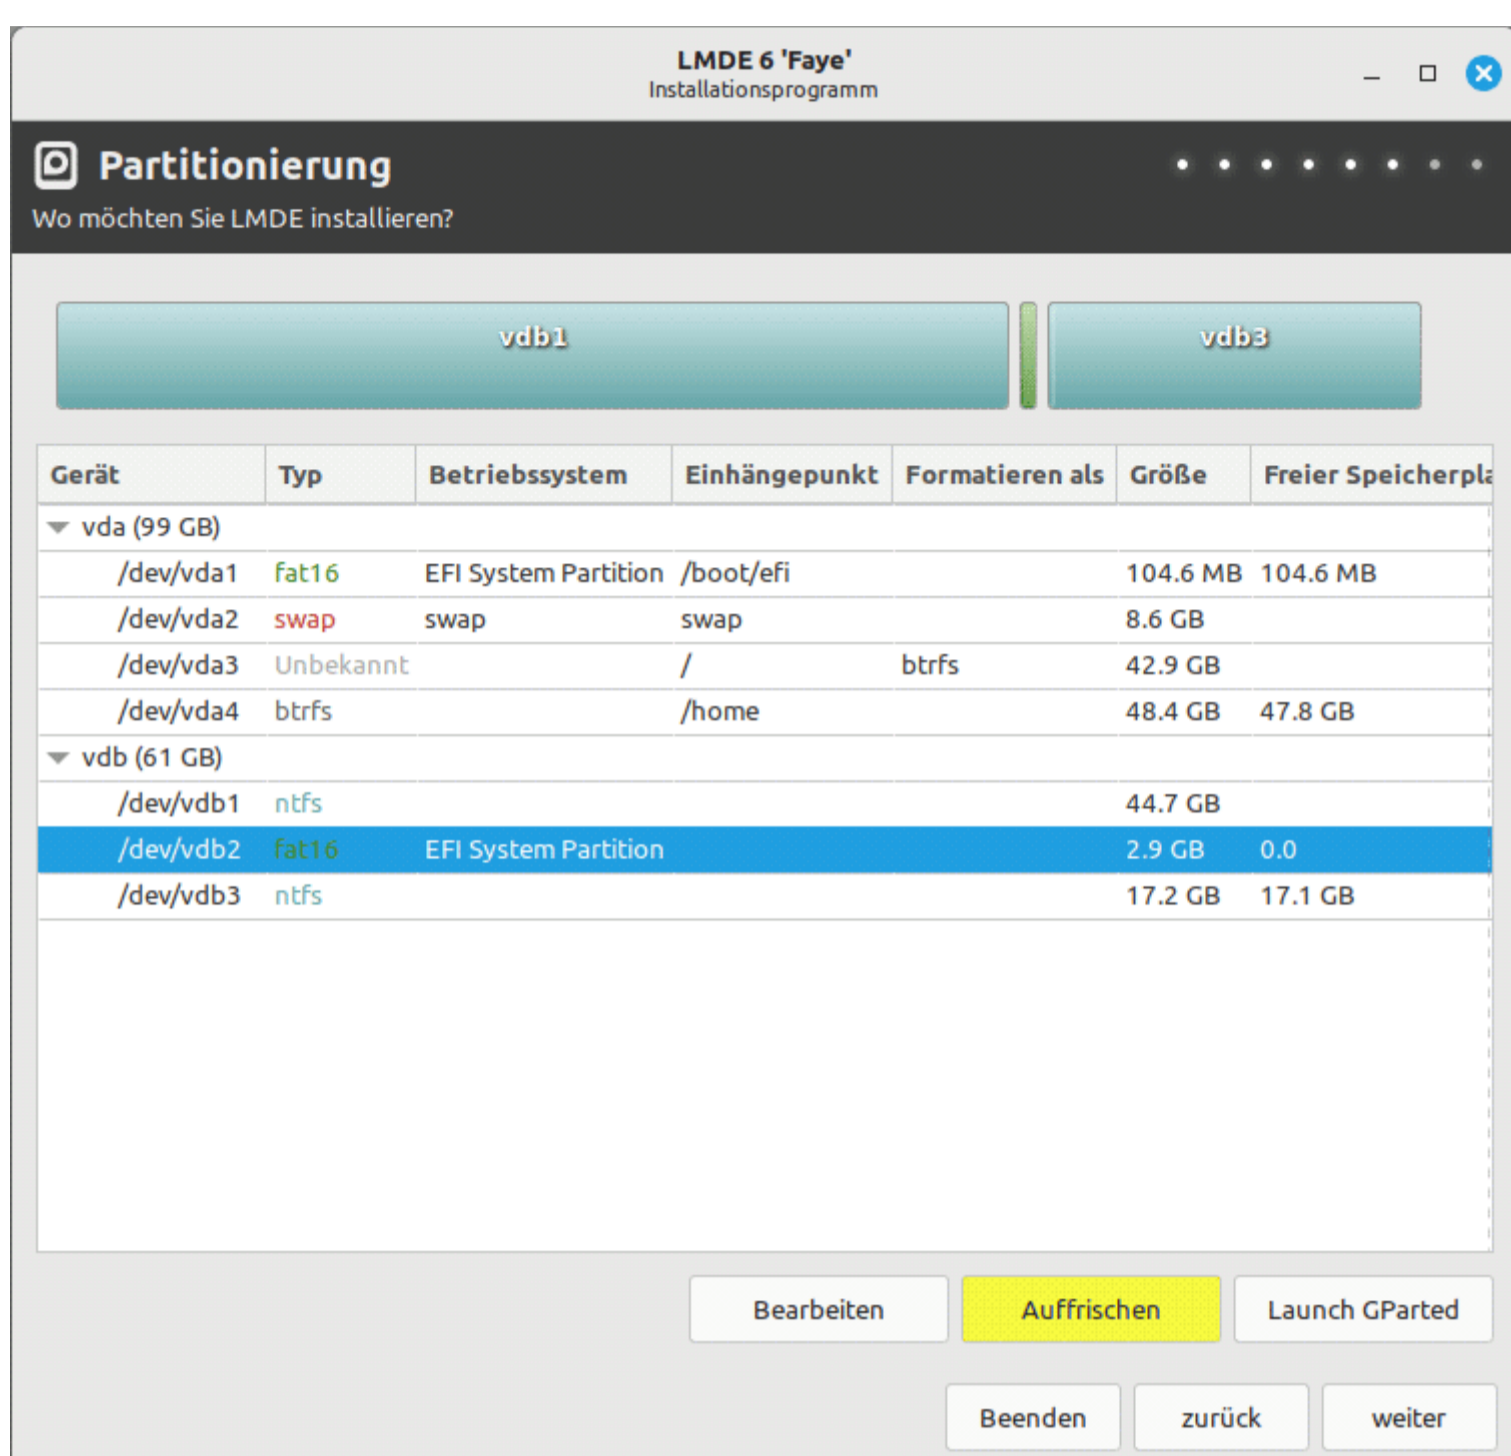 LMDE 6 'Faye'
Installationsprogramm
Partitionierung
Wo möchten Sie LMDE installieren?
vdb1 vdb3
Gerät Typ Betriebssystem Einhängepunkt Formatieren als Größe Freier Speicherpla
vda (99 GB)
/dev/vda1 fat16 EFI System Partition /boot/efi 104.6 MB 104.6 MB
/dev/vda2 swap swap swap 8.6 GB
/dev/vda3 Unbekannt / btrfs 42.9 GB
/dev/vda4 btrfs /home 48.4 GB 47.8 GB
vdb (61 GB)
/dev/vdb1 ntfs 44.7 GB
/dev/vdb2 fat16 EFI System Partition 2.9 GB 0.0
/dev/vdb3 ntfs 17.2 GB 17.1 GB
Bearbeiten Auffrischen Launch GParted
Beenden zurück weiter